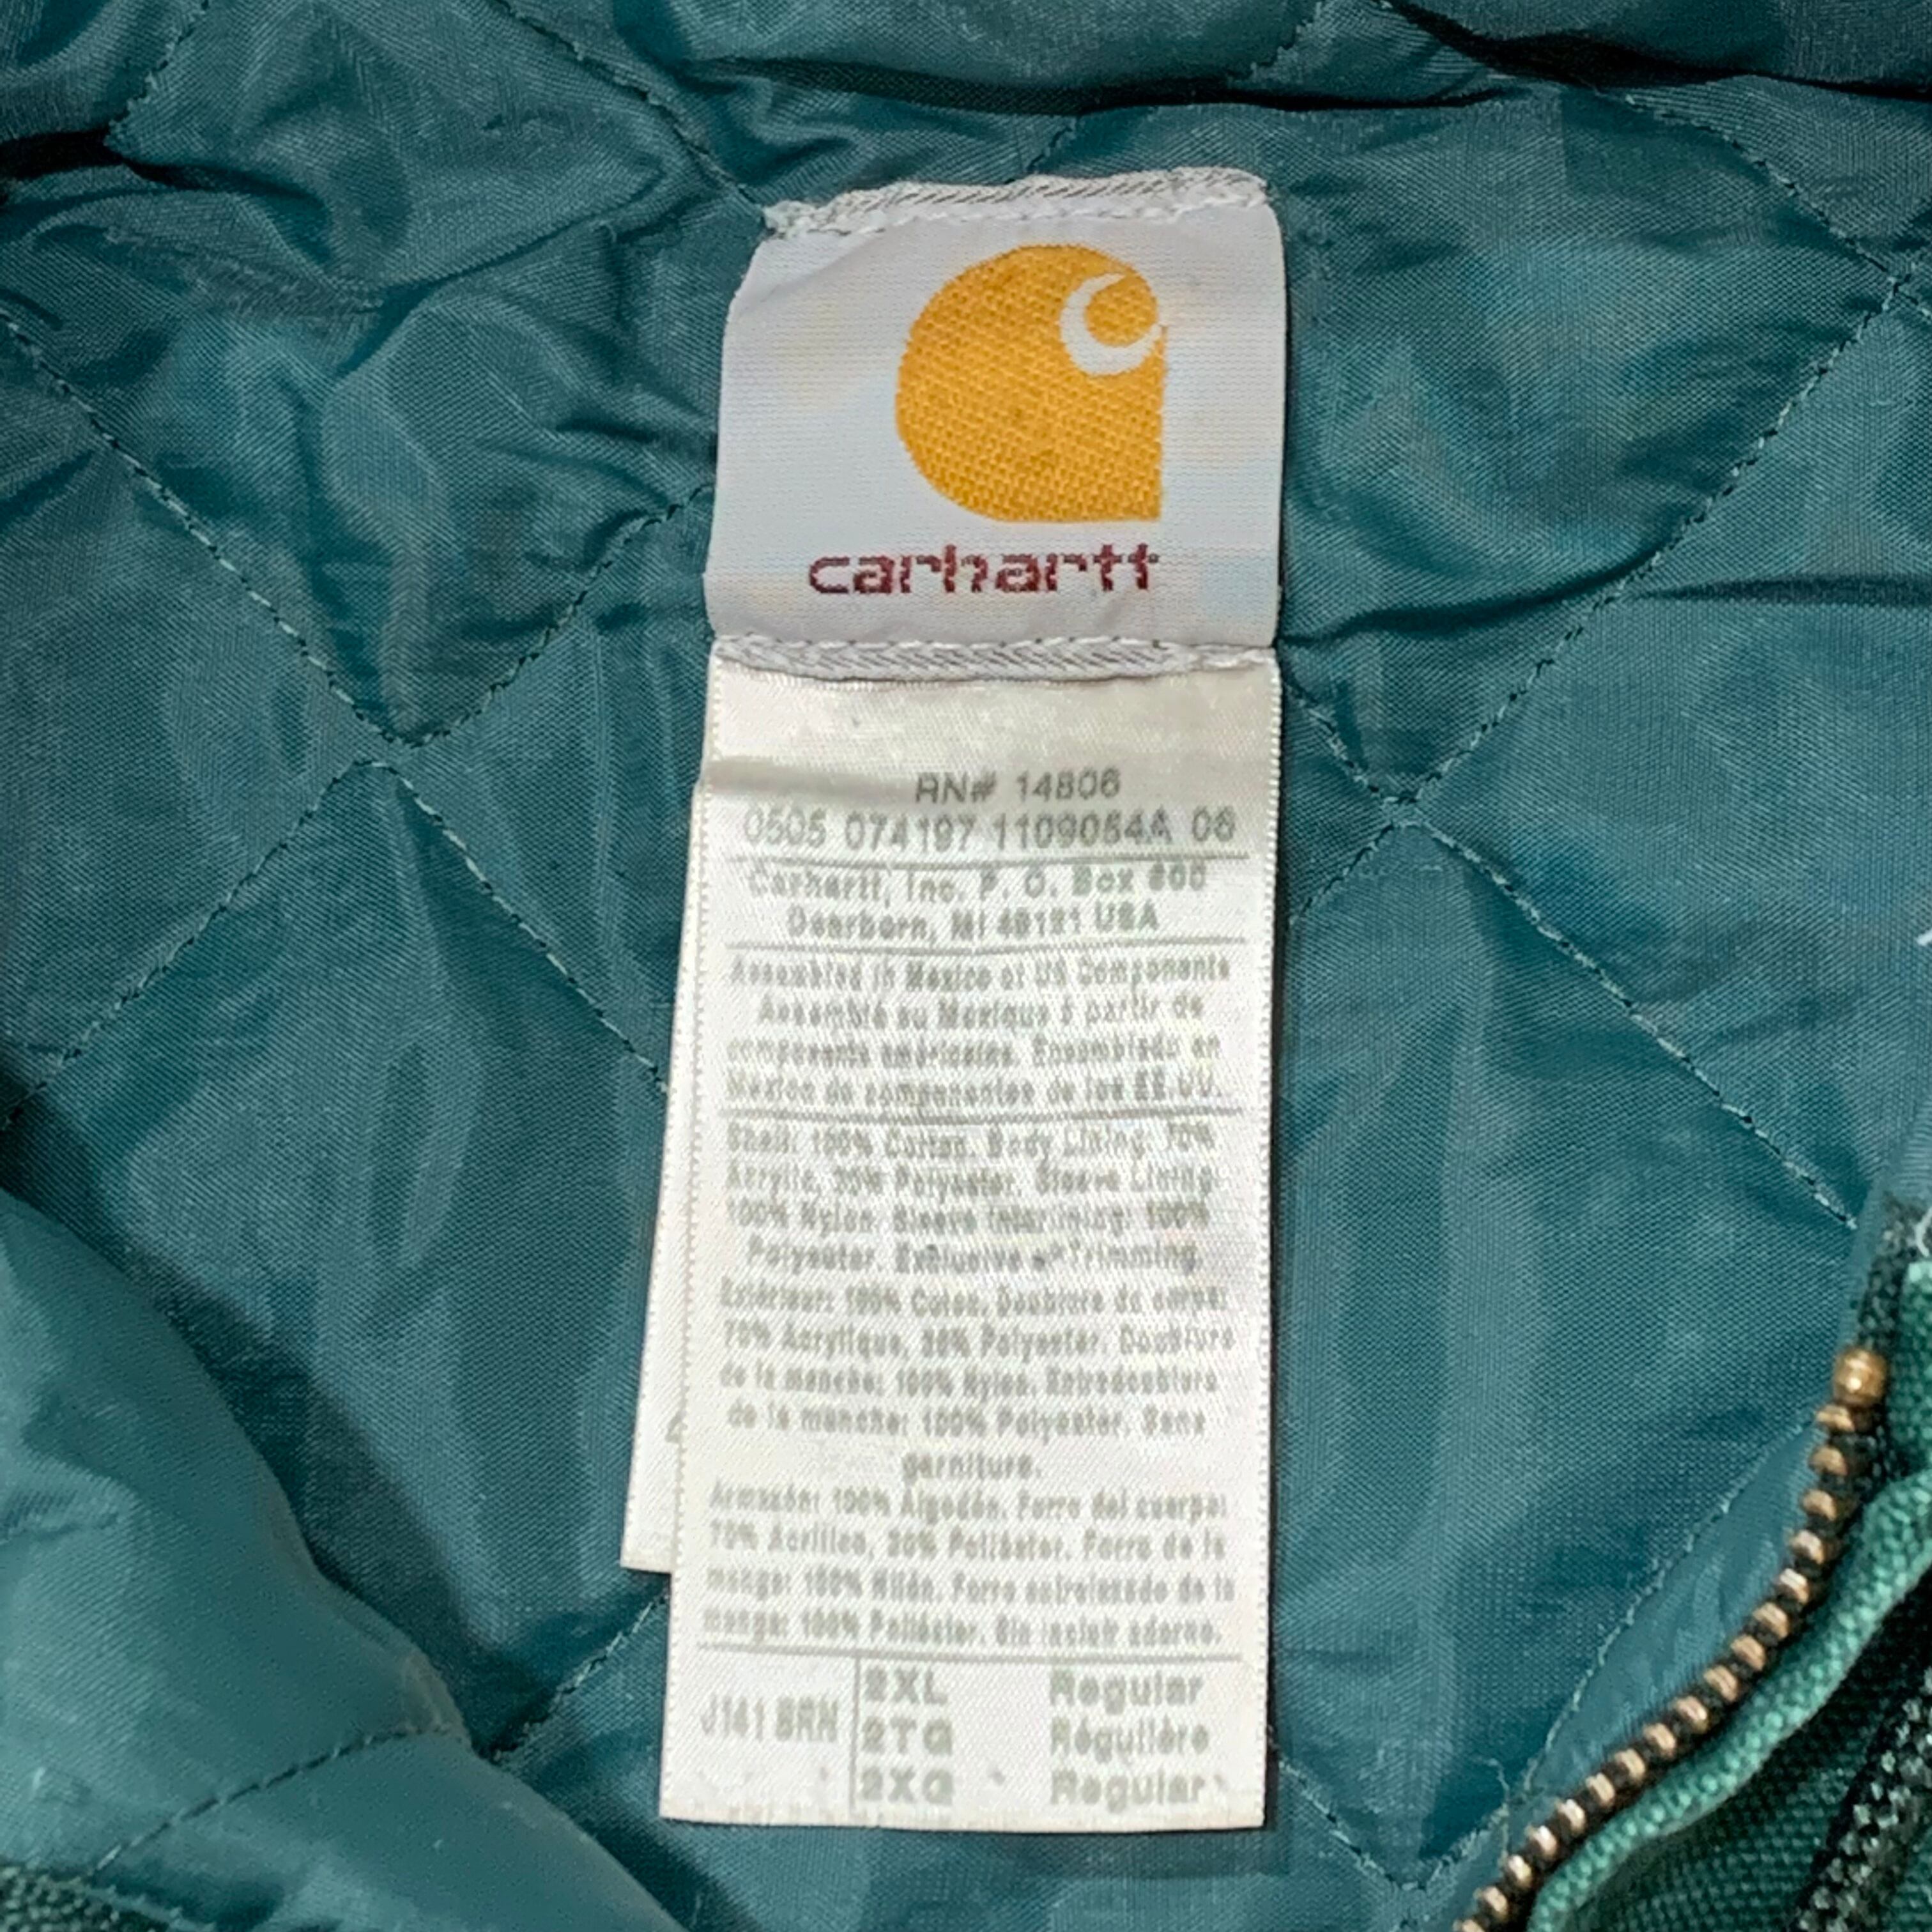 carhartt
RN# 14806
0505 074197 1109064A 06
Carhartt, Inc. P. O. Box 600
Dearborn, MI 48121 USA
Assembled in Mexico of US Components
Assemblé au Mexique à partir de
composants américains. Ensamblado en
Mexico de componentes de los EE.UU.
Shell: 100% Cotton. Body Lining: 70%
Acrylic, 30% Polyester. Sleeve Lining:
100% Nylon. Sleeve Interlining: 100%
Polyester. Exclusive of Trimming.
Extérieur: 100% Coton. Doublure du corps:
70% Acrylique, 30% Polyester. Doublure
de la manche: 100% Nylon. Entredoublure
de la manche: 100% Polyester. Sans
garniture.
Armazón: 100% Algodón. Forro del cuerpo:
70% Acrílico, 30% Poliéster. Forro de la
manga: 100% Nilón. Forro entrelazado de la
manga: 100% Poliéster. Sin incluir adorno.
J141 BRN
2XL Regular
2TG Régulière
2XG Regular